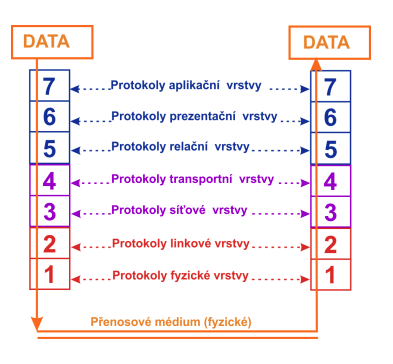 DATA DATA
7 Protokoly aplikační vrstvy 7
6 Protokoly prezentační vrstvy 6
5 Protokoly relační vrstvy 5
4 Protokoly transportní vrstvy 4
3 Protokoly síťové vrstvy 3
2 Protokoly linkové vrstvy 2
1 Protokoly fyzické vrstvy 1
Přenosové médium (fyzické)